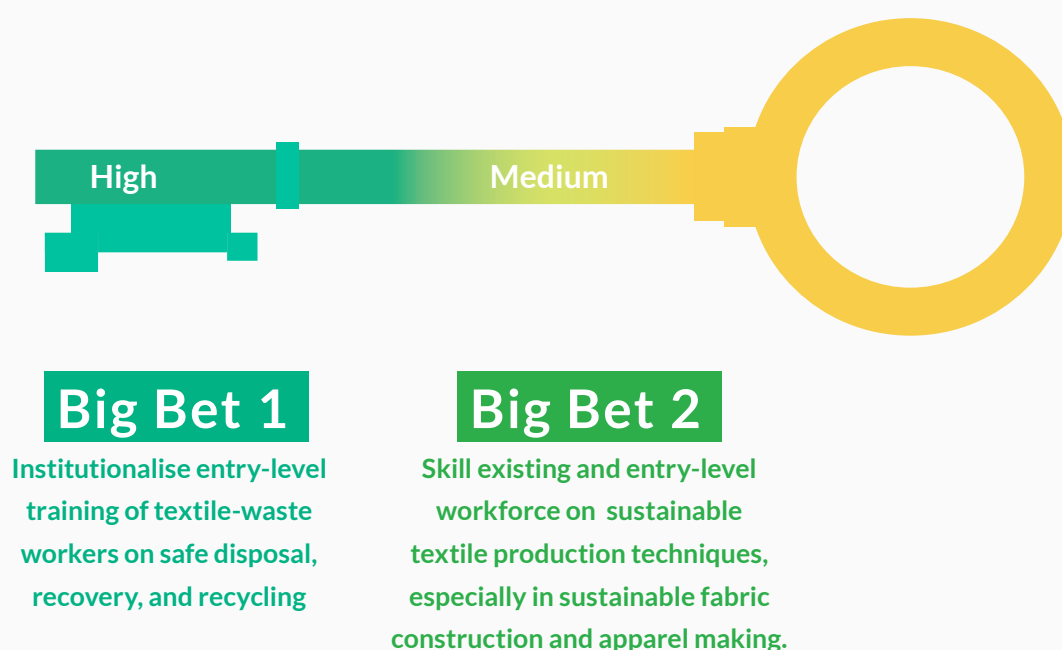 High
Medium
Big Bet 1
Institutionalise entry-level
training of textile-waste
workers on safe disposal,
recovery, and recycling
Big Bet 2
Skill existing and entry-level
workforce on  sustainable
textile production techniques,
especially in sustainable fabric
construction and apparel making.